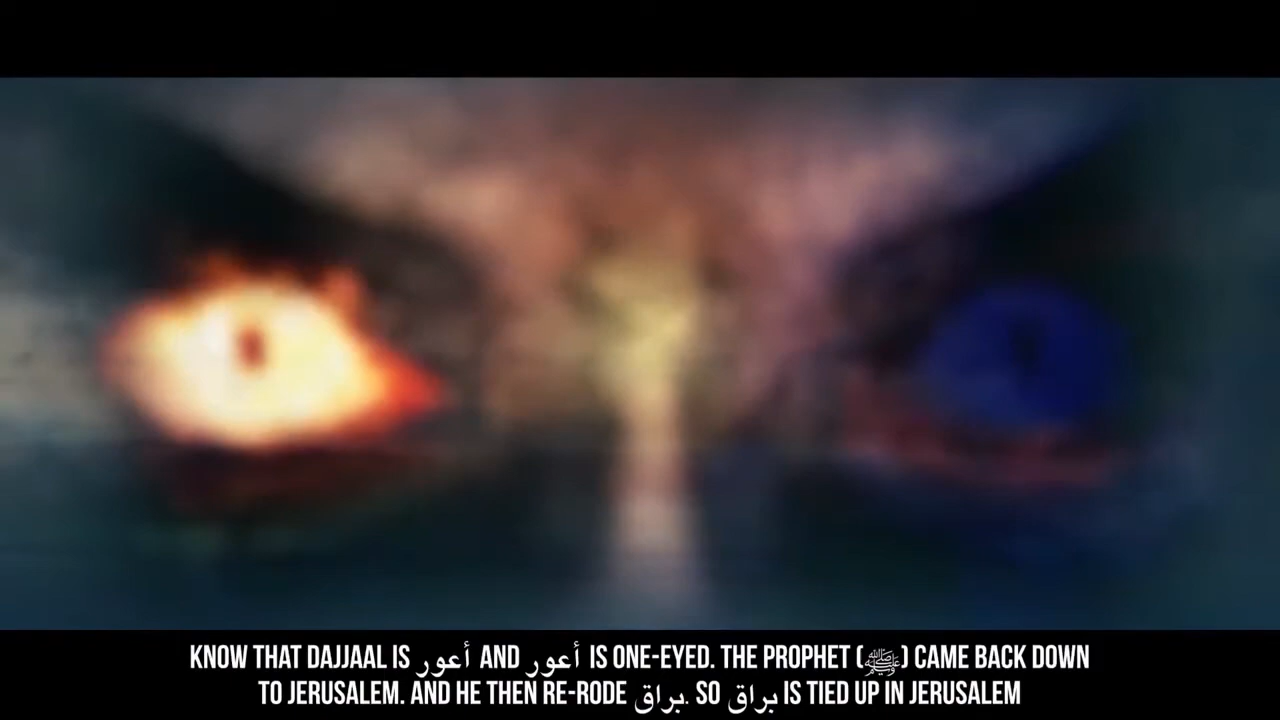 KNOW THAT DAJJAAL IS أعور AND أعور IS ONE-EYED. THE PROPHET (ﷺ) CAME BACK DOWN
TO JERUSALEM. AND HE THEN RE-RODE براق. SO براق IS TIED UP IN JERUSALEM